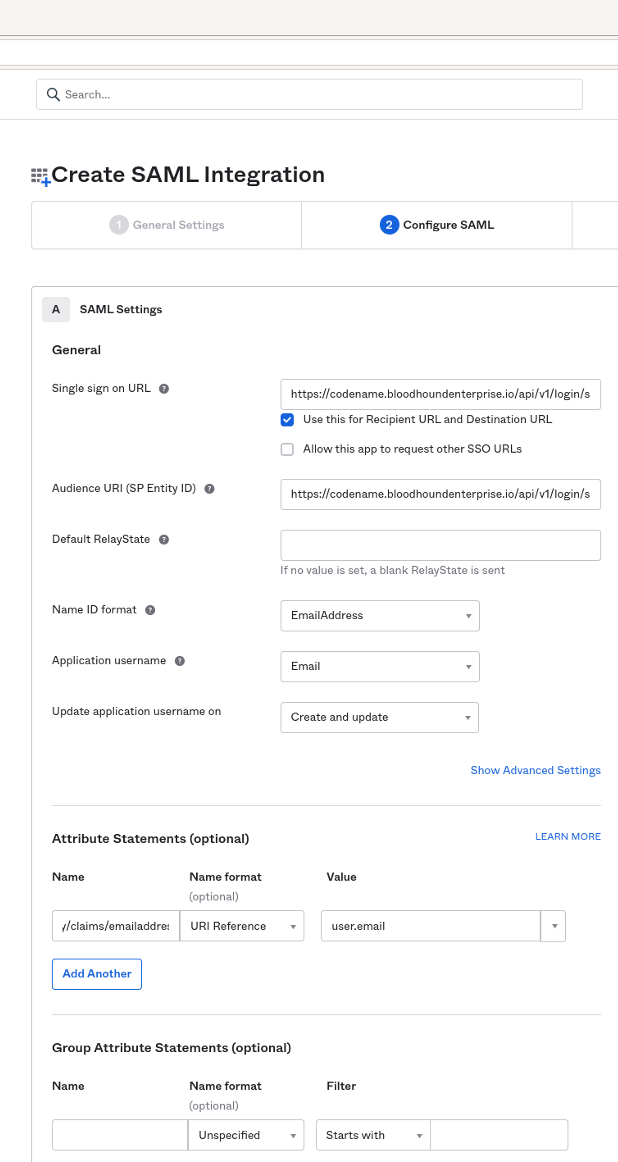 Search...
Create SAML Integration
1 General Settings
2 Configure SAML
A SAML Settings
General
Single sign on URL ?
https://codename.bloodhoundenterprise.io/api/v1/login/s
Use this for Recipient URL and Destination URL
Allow this app to request other SSO URLs
Audience URI (SP Entity ID) ?
https://codename.bloodhoundenterprise.io/api/v1/login/s
Default RelayState ?
If no value is set, a blank RelayState is sent
Name ID format ?
EmailAddress
Application username ?
Email
Update application username on
Create and update
Show Advanced Settings
Attribute Statements (optional)
LEARN MORE
Name Name format Value
(optional)
/claims/emailaddre URI Reference user.email
Add Another
Group Attribute Statements (optional)
Name Name format Filter
(optional)
Unspecified Starts with